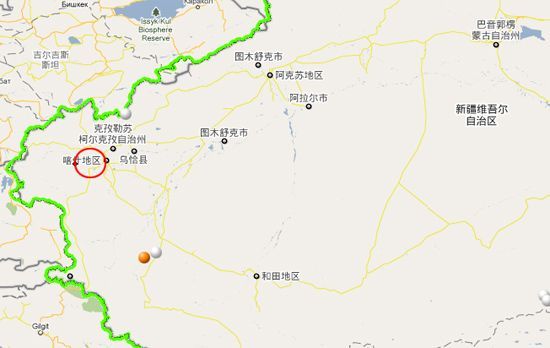 Бишкек
Каракол
Issyk-Kul
Biosphere
Reserve
巴音郭楞
蒙古自治州
吉尔吉斯
斯坦
图木舒克市
阿克苏地区
阿拉尔市
新疆维吾尔
自治区
克孜勒苏
柯尔克孜自治州
图木舒克市
喀什地区
乌恰县
和田地区
Gilgit